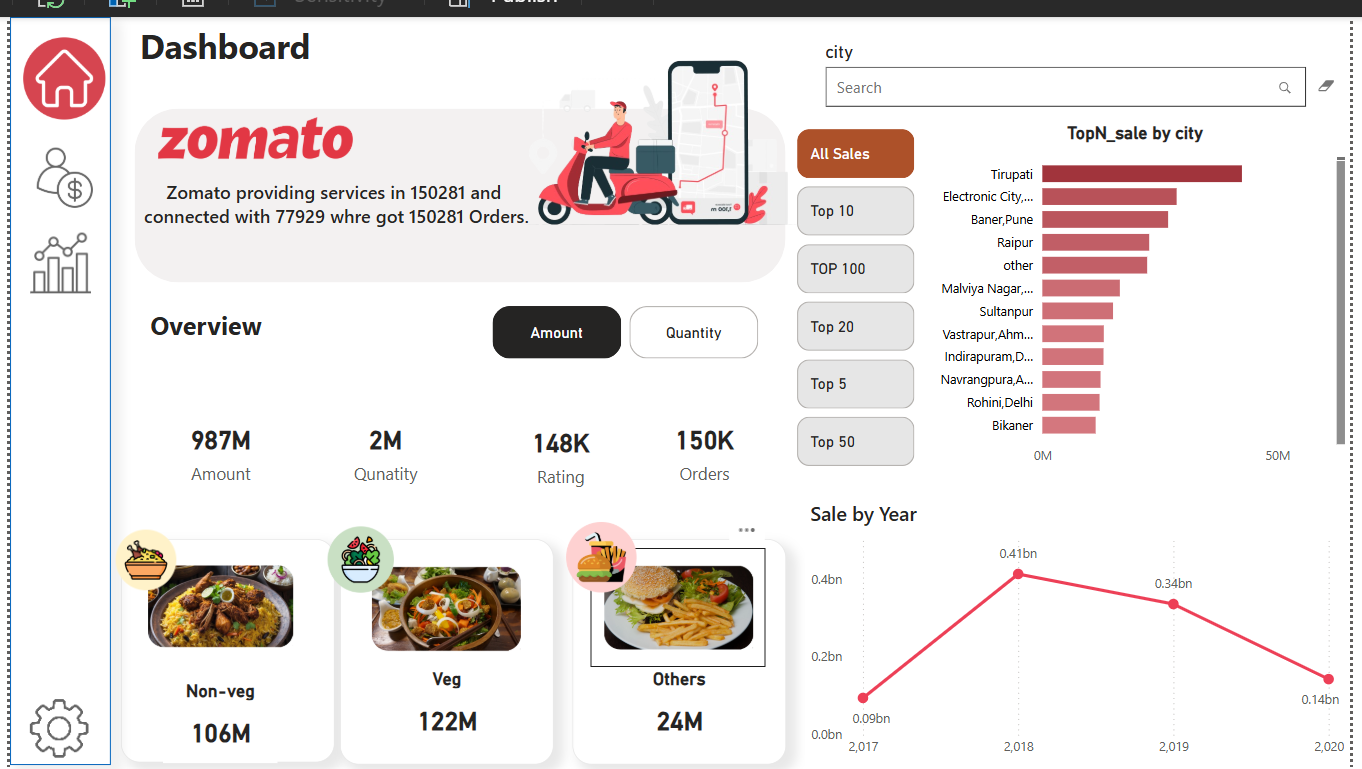 Publish
Dashboard
zomato
Zomato providing services in 150281 and
connected with 77929 whre got 150281 Orders.
city
Search
All Sales
Top 10
TOP 100
Top 20
Top 5
Top 50
TopN_sale by city
Tirupati
Electronic City,...
Baner,Pune
Raipur
other
Malviya Nagar,...
Sultanpur
Vastrapur,Ahm...
Indirapuram,D...
Navrangpura,A...
Rohini,Delhi
Bikaner
0M 50M
Overview
Amount
Quantity
987M
Amount
2M
Qunatity
148K
Rating
150K
Orders
Non-veg
106M
Veg
122M
Others
24M
Sale by Year
0.4bn
0.2bn
0.0bn
0.09bn
0.41bn
0.34bn
0.14bn
2,017 2,018 2,019 2,020